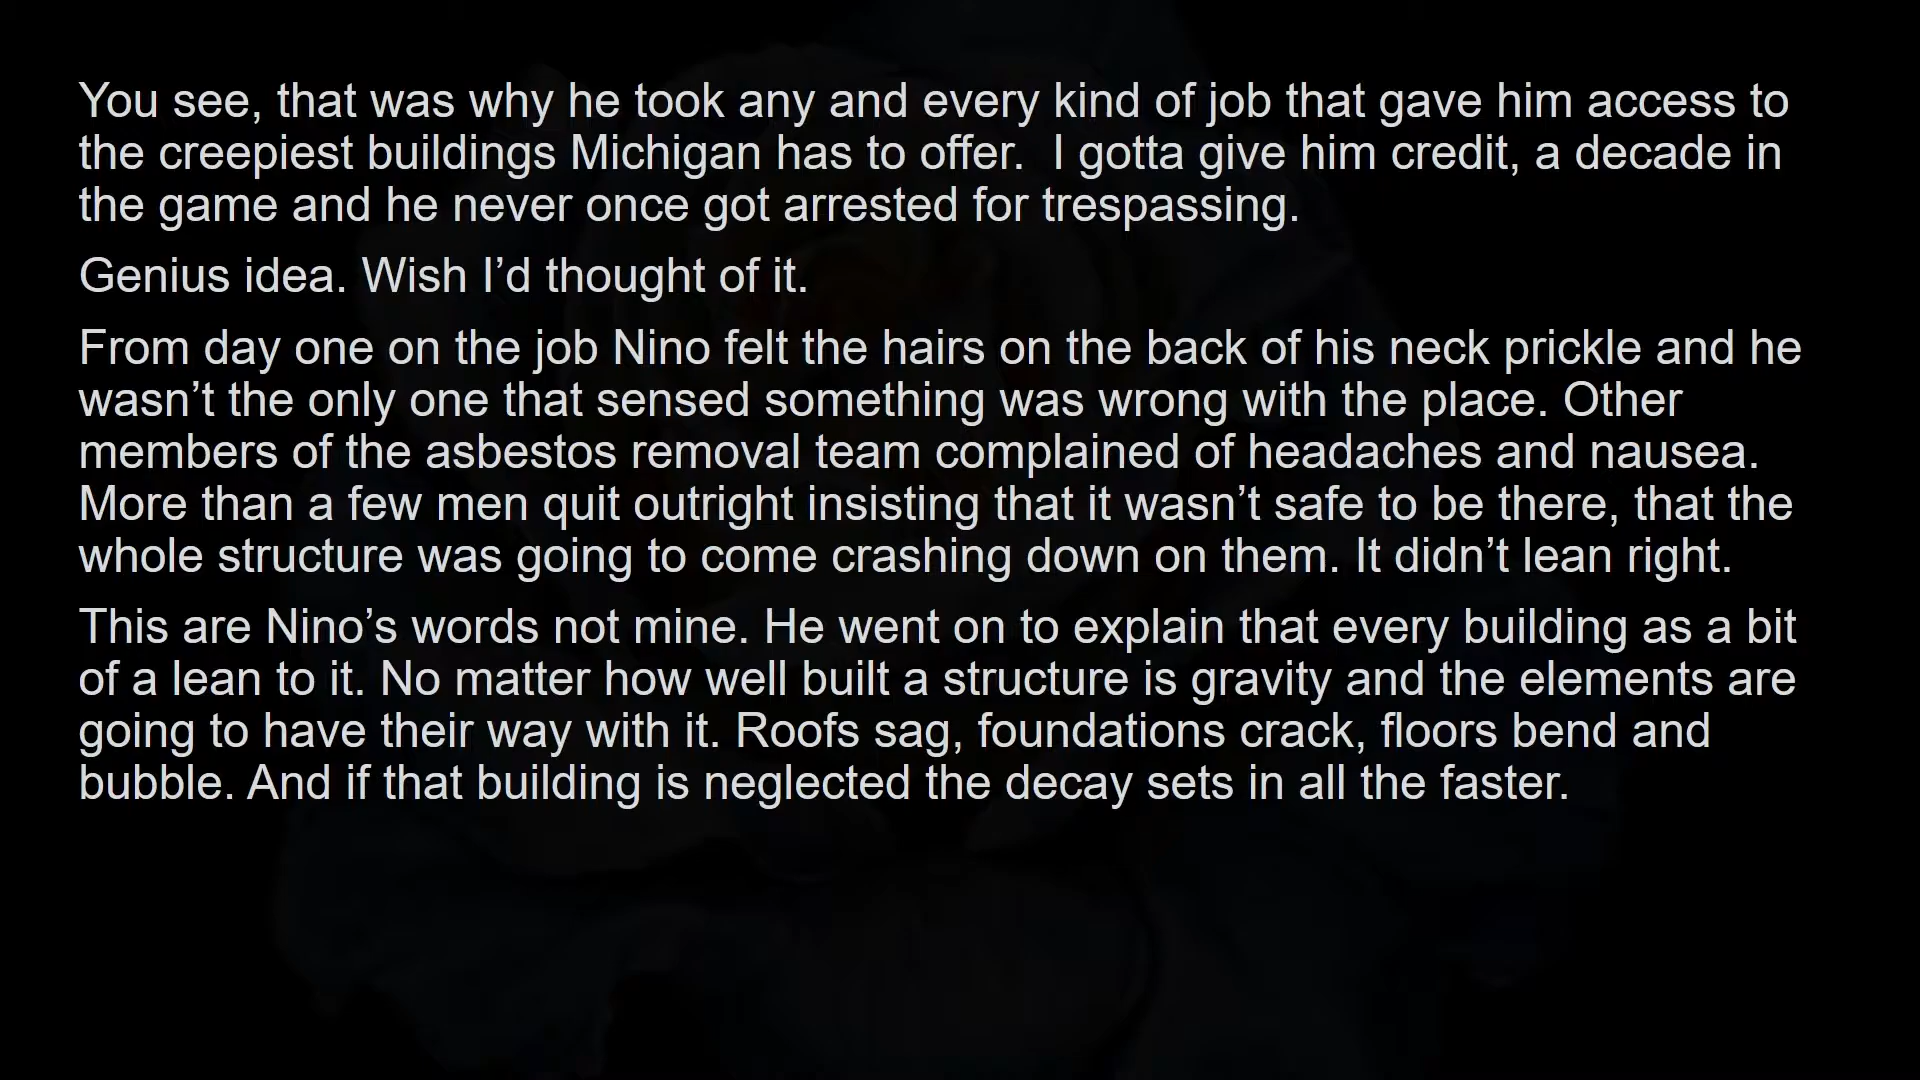 You see, that was why he took any and every kind of job that gave him access to
the creepiest buildings Michigan has to offer.  I gotta give him credit, a decade in
the game and he never once got arrested for trespassing.
Genius idea. Wish I’d thought of it.
From day one on the job Nino felt the hairs on the back of his neck prickle and he
wasn’t the only one that sensed something was wrong with the place. Other
members of the asbestos removal team complained of headaches and nausea.
More than a few men quit outright insisting that it wasn’t safe to be there, that the
whole structure was going to come crashing down on them. It didn’t lean right.
This are Nino’s words not mine. He went on to explain that every building as a bit
of a lean to it. No matter how well built a structure is gravity and the elements are
going to have their way with it. Roofs sag, foundations crack, floors bend and
bubble. And if that building is neglected the decay sets in all the faster.